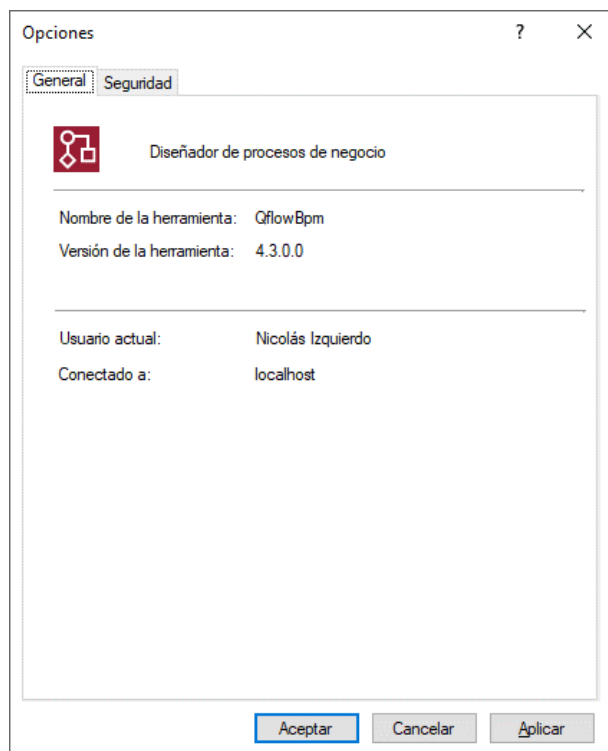 Opciones
General Seguridad
Diseñador de procesos de negocio
Nombre de la herramienta: QflowBpm
Versión de la herramienta: 4.3.0.0
Usuario actual: Nicolás Izquierdo
Conectado a: localhost
Aceptar Cancelar Aplicar